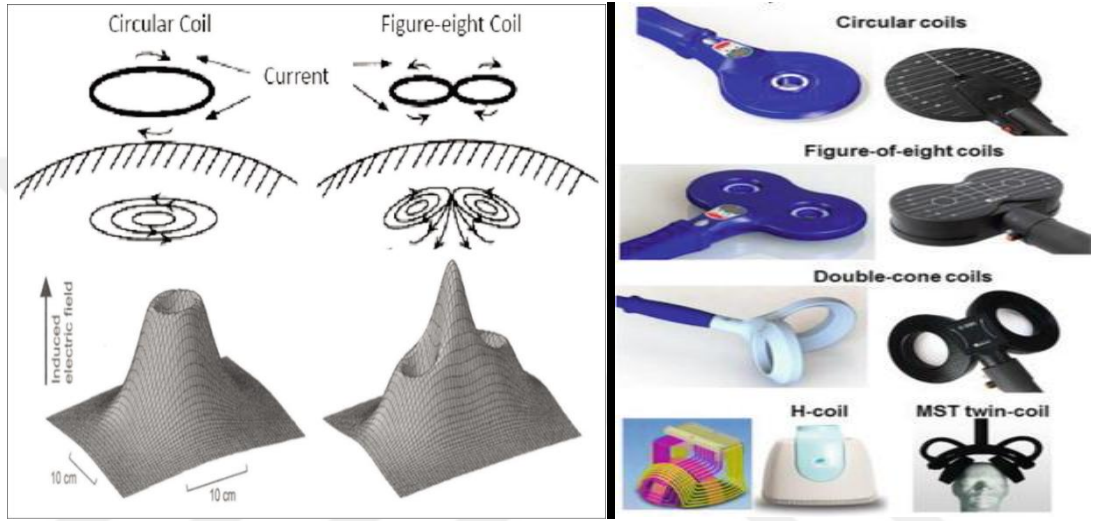 Circular Coil
Figure-eight Coil
Current
Induced
electric field
10 cm
10 cm
Circular coils
Figure-of-eight coils
Double-cone coils
H-coil
MST twin-coil